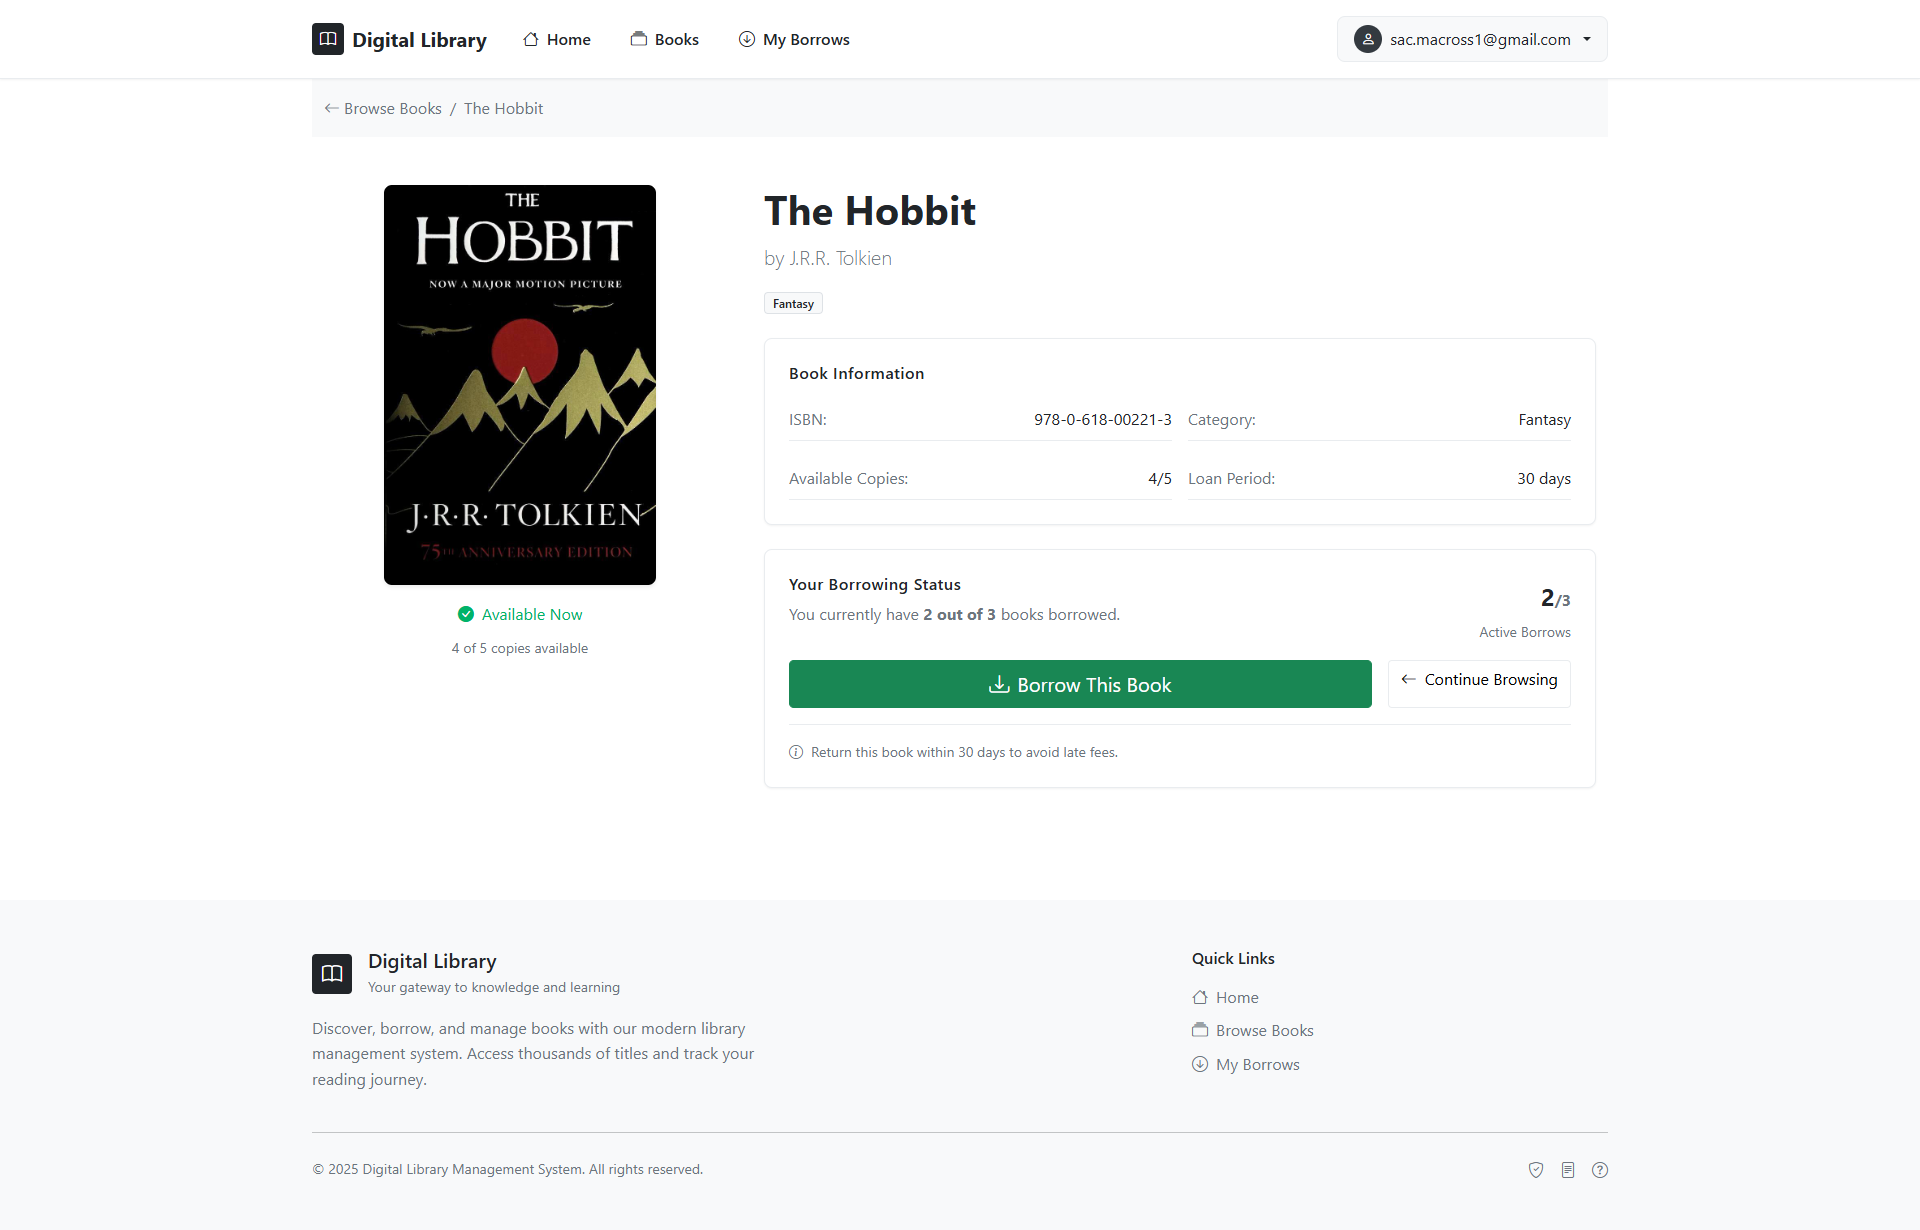 Digital Library
Home
Books
My Borrows
sac.macross1@gmail.com
Browse Books / The Hobbit
THE
HOBBIT
NOW A MAJOR MOTION PICTURE
J·R·R·TOLKIEN
75TH ANNIVERSARY EDITION
Available Now
4 of 5 copies available
The Hobbit
by J.R.R. Tolkien
Fantasy
Book Information
ISBN: 978-0-618-00221-3
Category: Fantasy
Available Copies: 4/5
Loan Period: 30 days
Your Borrowing Status
You currently have 2 out of 3 books borrowed.
2/3
Active Borrows
Borrow This Book
Continue Browsing
Return this book within 30 days to avoid late fees.
Digital Library
Your gateway to knowledge and learning
Discover, borrow, and manage books with our modern library
management system. Access thousands of titles and track your
reading journey.
Quick Links
Home
Browse Books
My Borrows
© 2025 Digital Library Management System. All rights reserved.